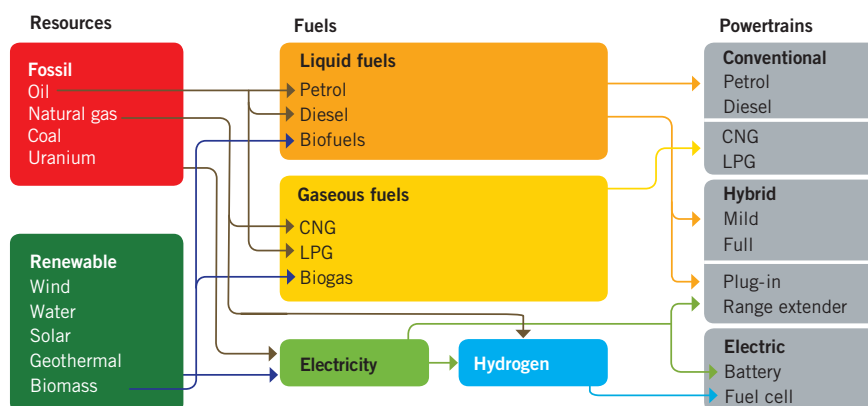 Resources
Fossil
Oil
Natural gas
Coal
Uranium
Renewable
Wind
Water
Solar
Geothermal
Biomass
Fuels
Liquid fuels
Petrol
Diesel
Biofuels
Gaseous fuels
CNG
LPG
Biogas
Electricity
Hydrogen
Powertrains
Conventional
Petrol
Diesel
CNG
LPG
Hybrid
Mild
Full
Plug-in
Range extender
Electric
Battery
Fuel cell